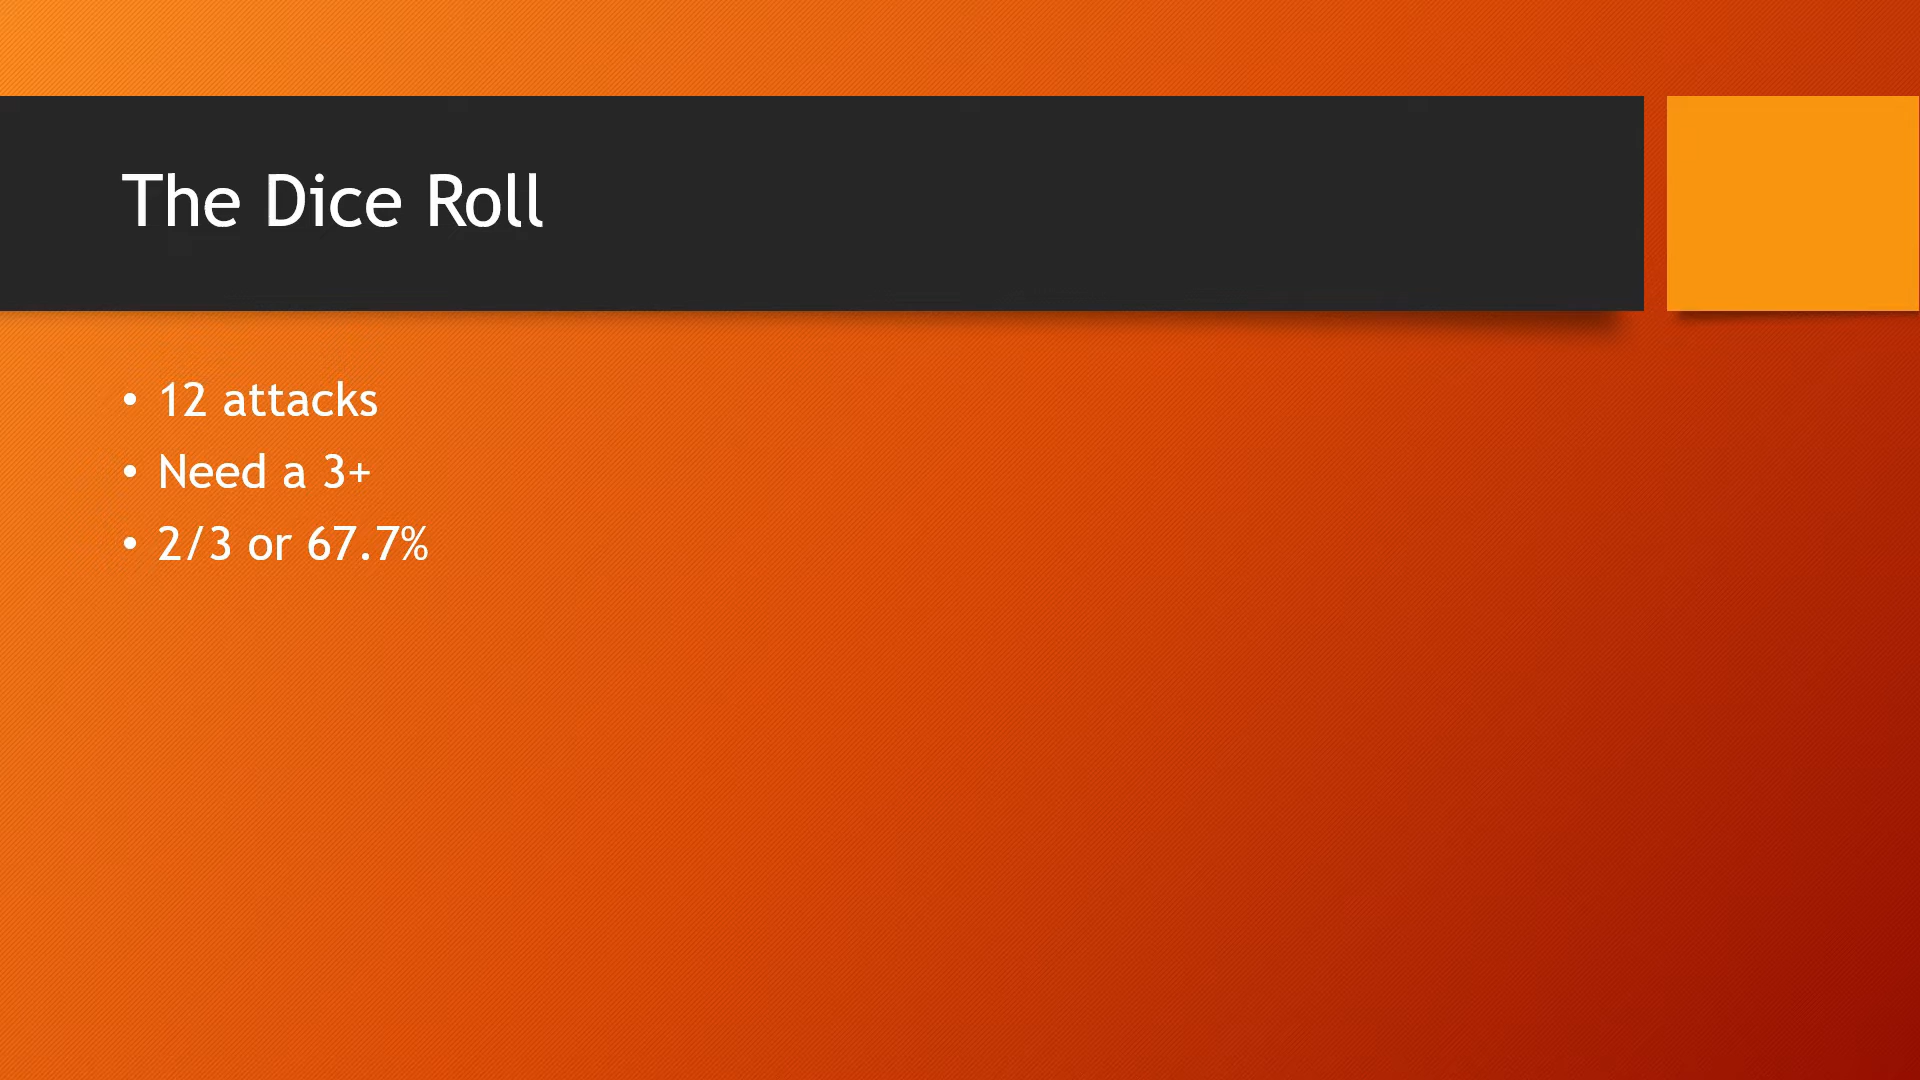 The Dice Roll
• 12 attacks
• Need a 3+
• 2/3 or 67.7%